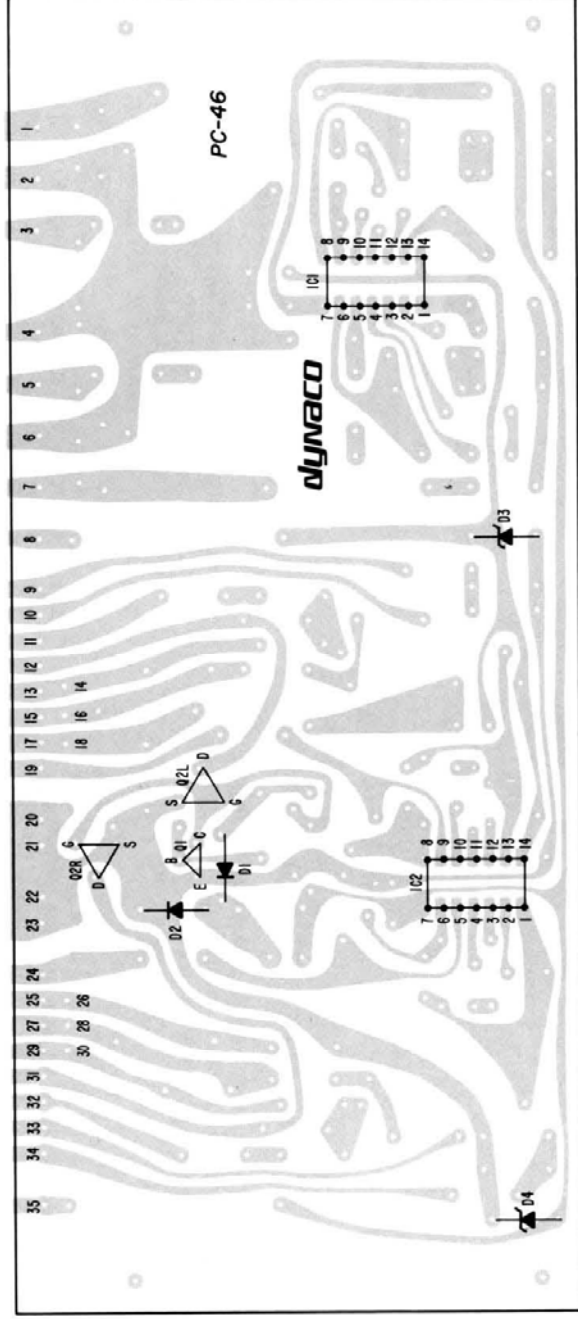 PC-46
dynaco
1
2
3
4
5
6
7
8
9
10
11
12
13 14
15 16
17 18
19
20
21
22
23
24
25 26
27 28
29 30
31
32
33
34
35
IC1
7 8
6 9
5 10
4 11
3 12
2 13
1 14
D3
Q2L
S
G
D
Q2R
G
S
D
Q1
B
C
E
D1
D2
IC2
7 8
6 9
5 10
4 11
3 12
2 13
1 14
D4